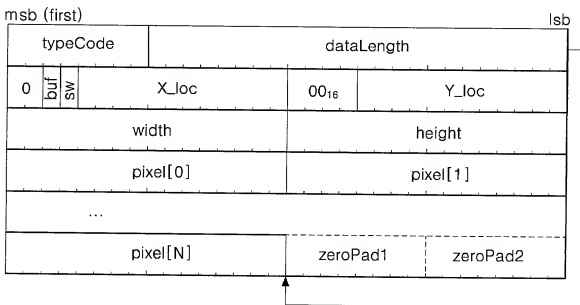 msb (first) lsb
typeCode dataLength
0 buf sw X_loc 00₁₆ Y_loc
width height
pixel[0] pixel[1]
...
pixel[N] zeroPad1 zeroPad2